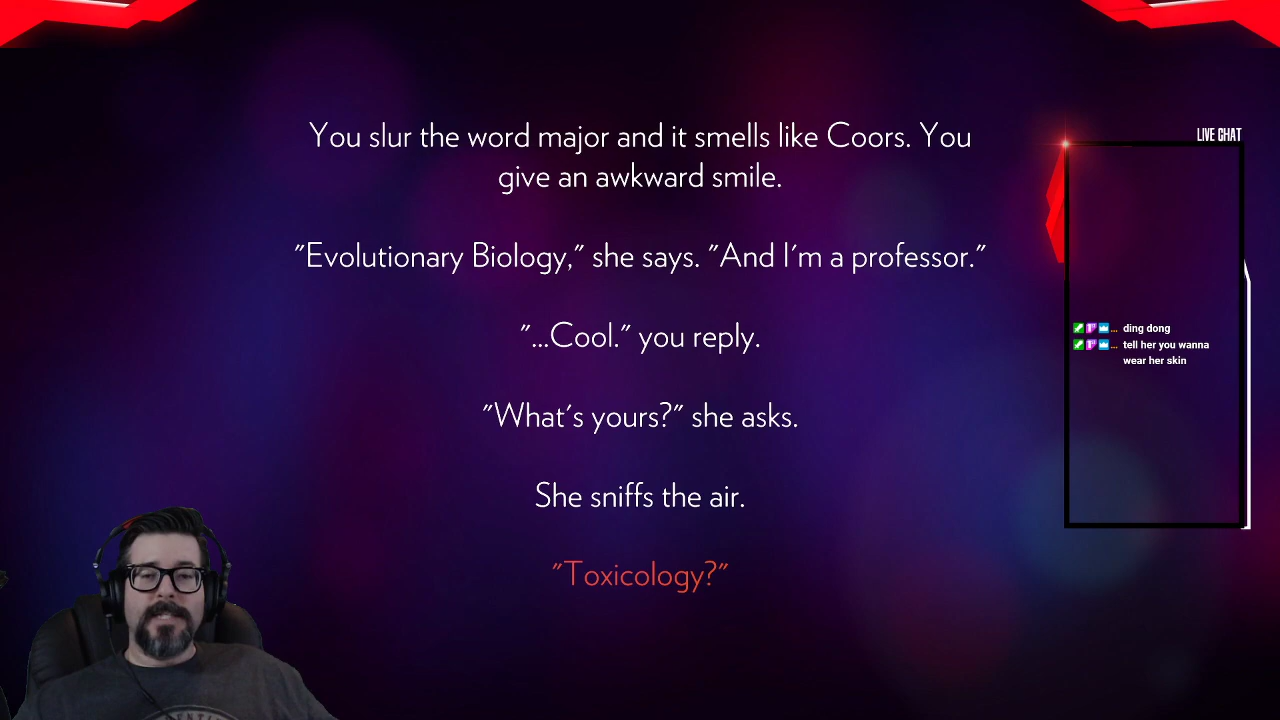 You slur the word major and it smells like Coors. You
give an awkward smile.
"Evolutionary Biology," she says. "And I'm a professor."
"...Cool." you reply.
"What's yours?" she asks.
She sniffs the air.
"Toxicology?"
LIVE CHAT
... ding dong
... tell her you wanna
wear her skin